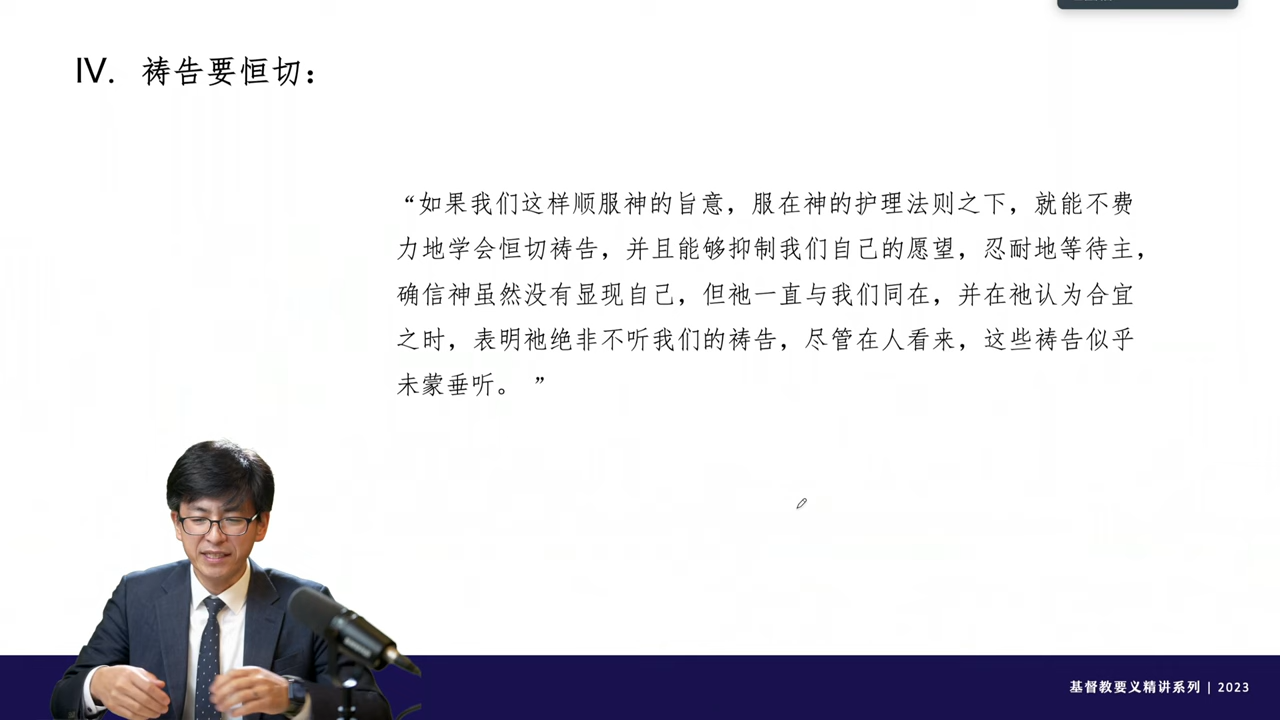 IV. 祷告要恒切：
“如果我们这样顺服神的旨意，服在神的护理法则之下，就能不费
力地学会恒切祷告，并且能够抑制我们自己的愿望，忍耐地等待主，
确信神虽然没有显现自己，但祂一直与我们同在，并在祂认为合宜
之时，表明祂绝非不听我们的祷告，尽管在人看来，这些祷告似乎
未蒙垂听。 ”
基督教要义精讲系列 | 2023